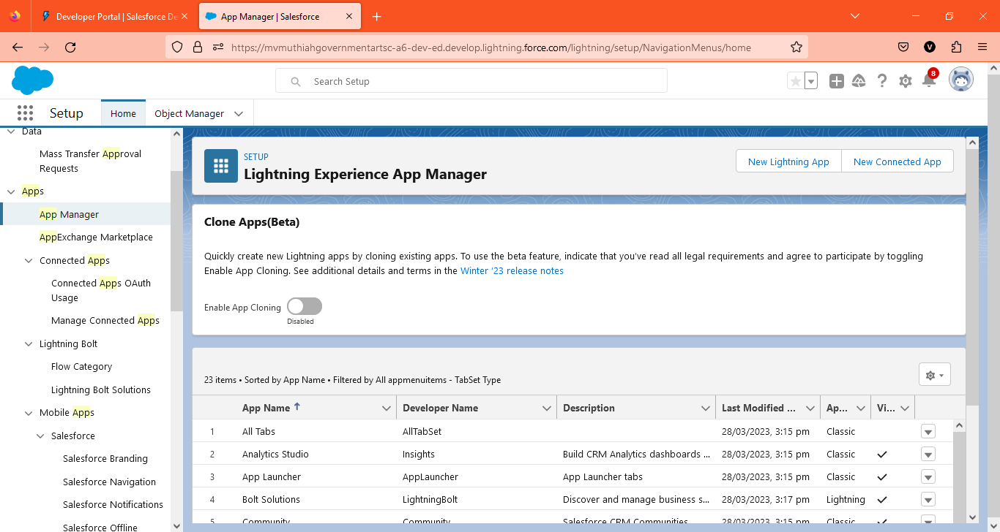 Developer Portal | Salesforce De
App Manager | Salesforce
https://mvmuthiahgovernmentartsc-a6-dev-ed.develop.lightning.force.com/lightning/setup/NavigationMenus/home
V
Search Setup
8
Setup
Home
Object Manager
Data
Mass Transfer Approval
Requests
Apps
App Manager
AppExchange Marketplace
Connected Apps
Connected Apps OAuth
Usage
Manage Connected Apps
Lightning Bolt
Flow Category
Lightning Bolt Solutions
Mobile Apps
Salesforce
Salesforce Branding
Salesforce Navigation
Salesforce Notifications
Salesforce Offline
SETUP
Lightning Experience App Manager
New Lightning App
New Connected App
Clone Apps(Beta)
Quickly create new Lightning apps by cloning existing apps. To use the beta feature, indicate that you've read all legal requirements and agree to participate by toggling
Enable App Cloning. See additional details and terms in the Winter '23 release notes
Enable App Cloning
Disabled
23 items • Sorted by App Name • Filtered by All appmenuitems - TabSet Type
App Name Developer Name Description Last Modified ... Ap... Vi...
1 All Tabs AllTabSet 28/03/2023, 3:15 pm Classic
2 Analytics Studio Insights Build CRM Analytics dashboards ... 28/03/2023, 3:15 pm Classic
3 App Launcher AppLauncher App Launcher tabs 28/03/2023, 3:15 pm Classic
4 Bolt Solutions LightningBolt Discover and manage business s... 28/03/2023, 3:17 pm Lightning
5 Community Community Salesforce CRM Communities 28/03/2023, 3:15 pm Classic